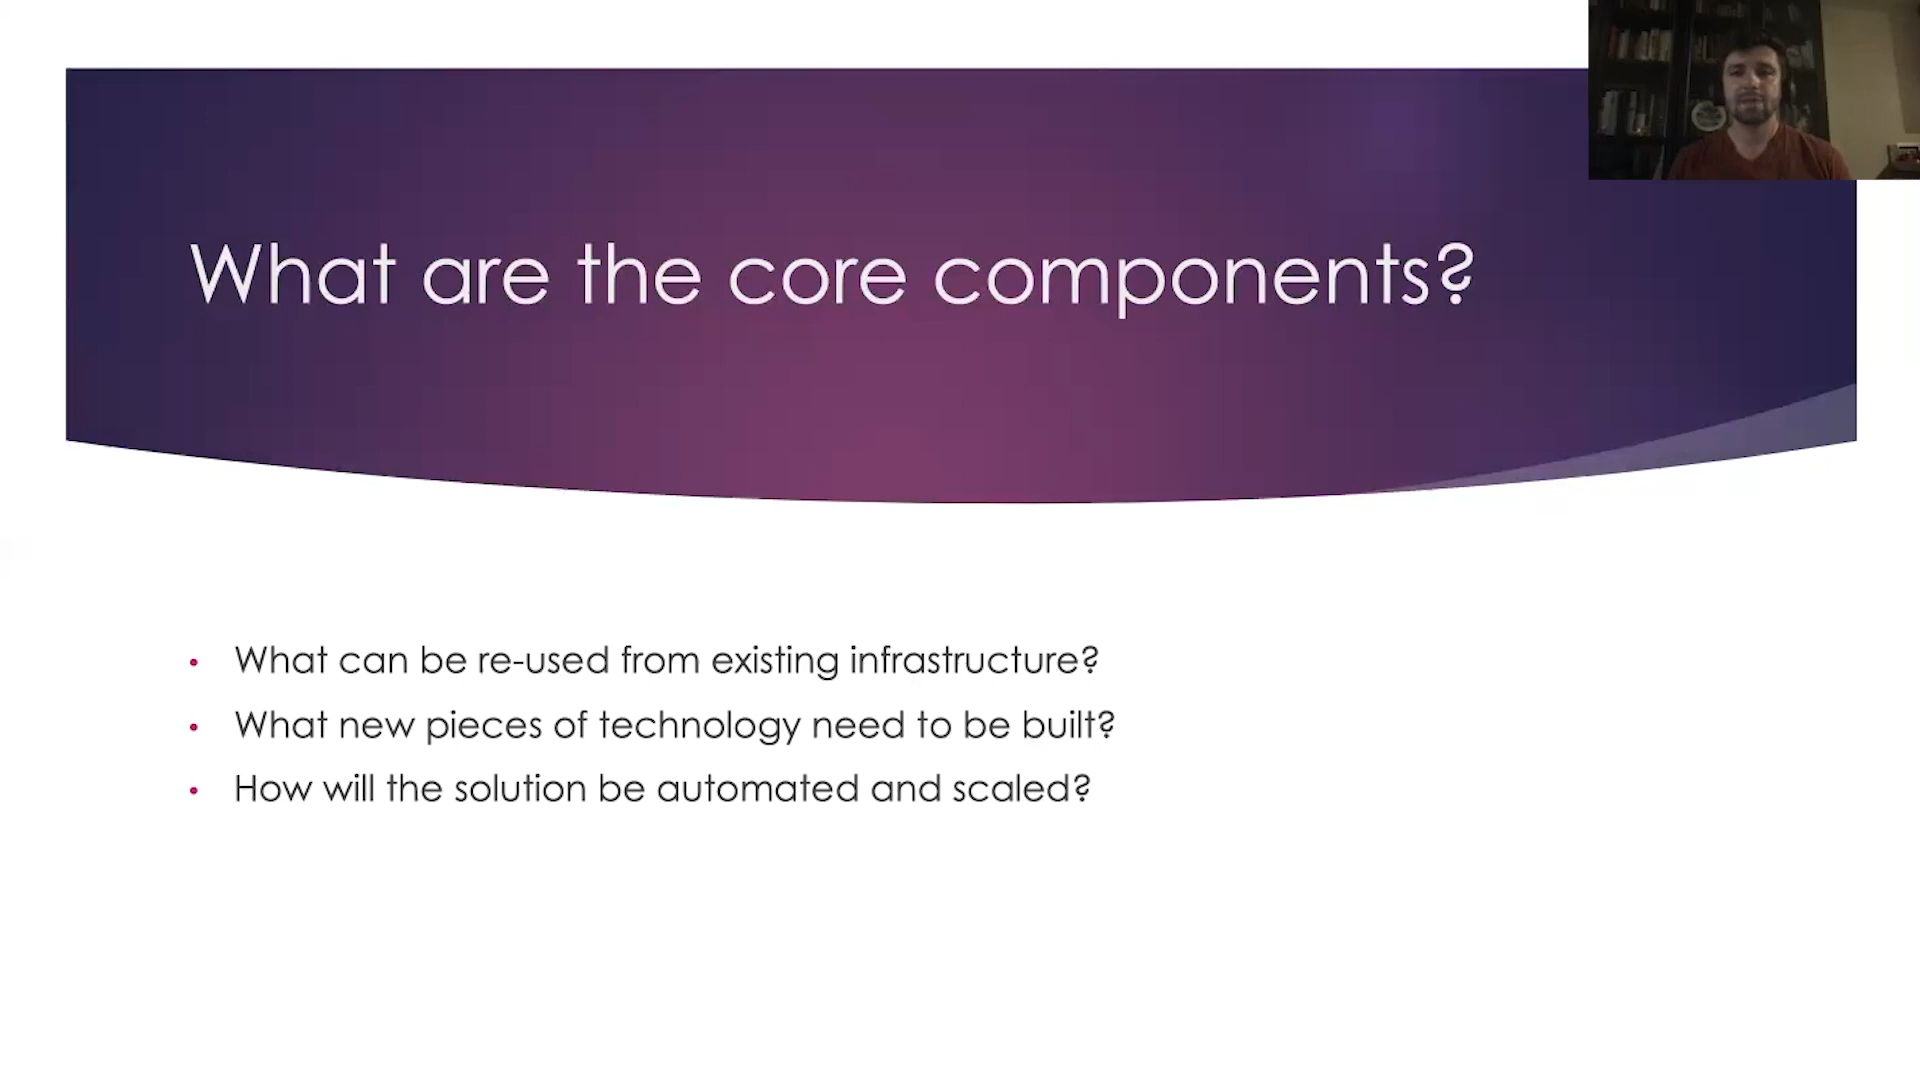 What are the core components?
• What can be re-used from existing infrastructure?
• What new pieces of technology need to be built?
• How will the solution be automated and scaled?